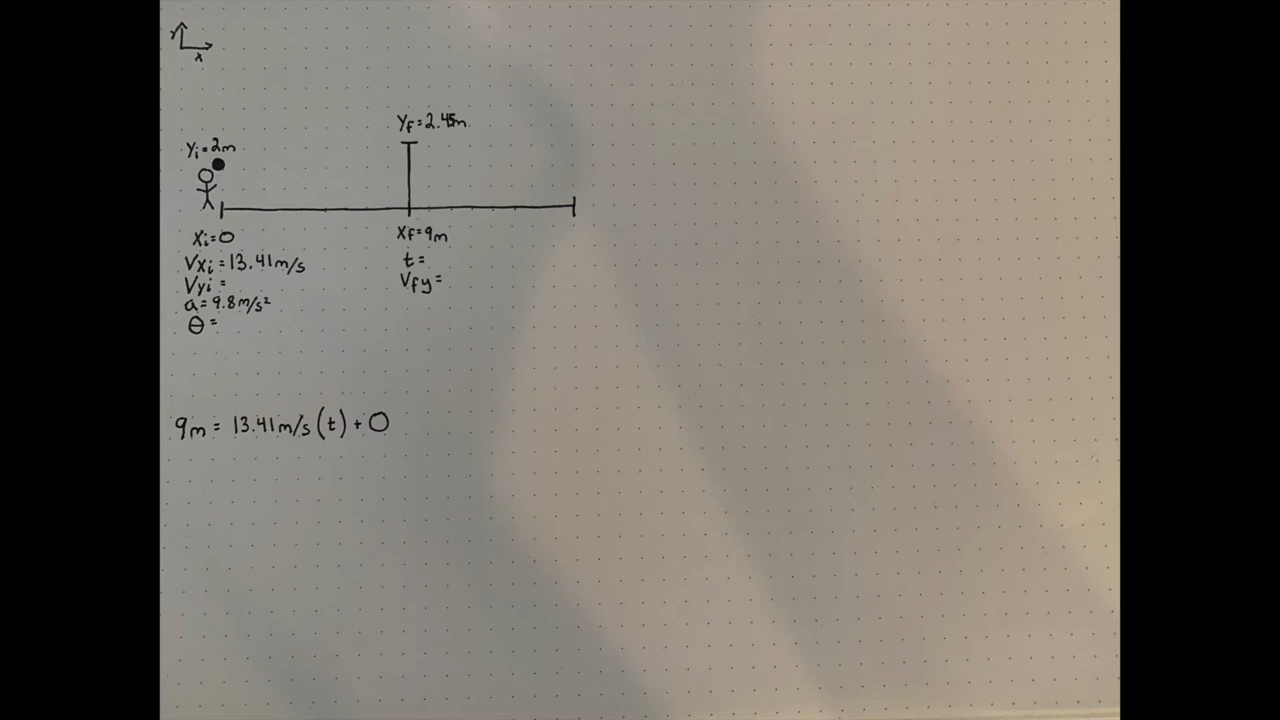 y
x
Yf = 2.45m
Yi = 2m
Xi = 0
Xf = 9m
Vxi = 13.41m/s
t =
Vyi =
Vfy =
a = 9.8m/s²
θ =
9m = 13.41m/s (t) + 0